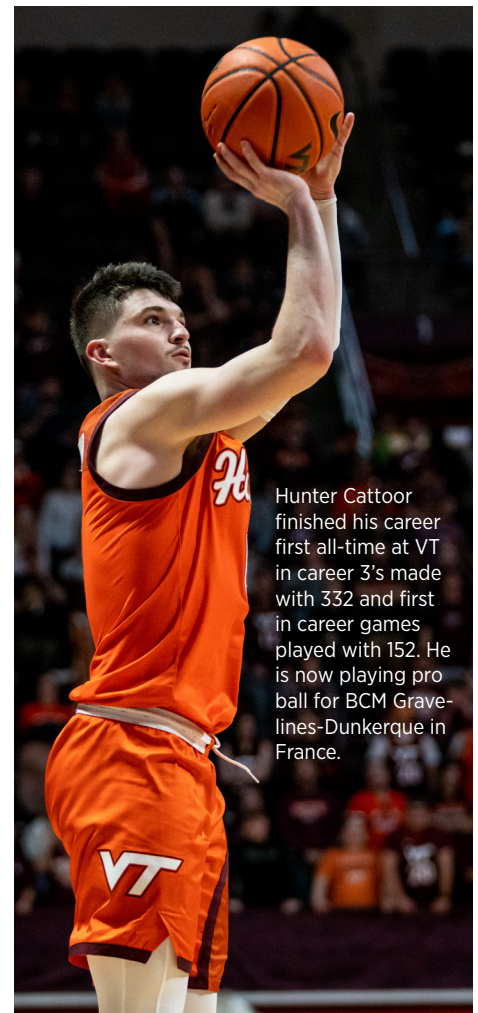 H
Hunter Cattoor
finished his career
first all-time at VT
in career 3’s made
with 332 and first
in career games
played with 152. He
is now playing pro
ball for BCM Grave-
lines-Dunkerque in
France.
VT